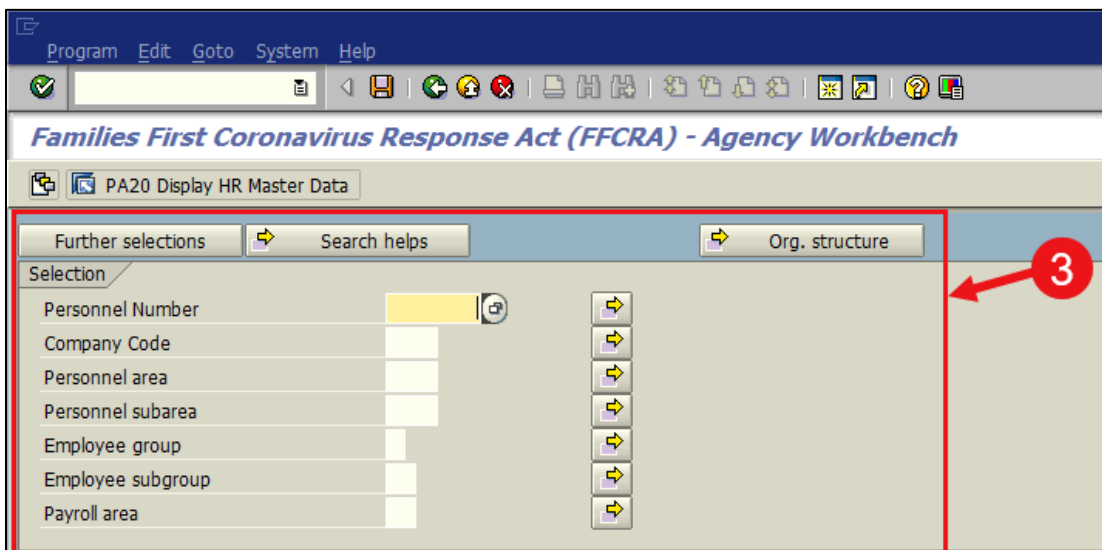 Program Edit Goto System Help
Families First Coronavirus Response Act (FFCRA) - Agency Workbench
PA20 Display HR Master Data
Further selections Search helps Org. structure
Selection
3
Personnel Number
Company Code
Personnel area
Personnel subarea
Employee group
Employee subgroup
Payroll area